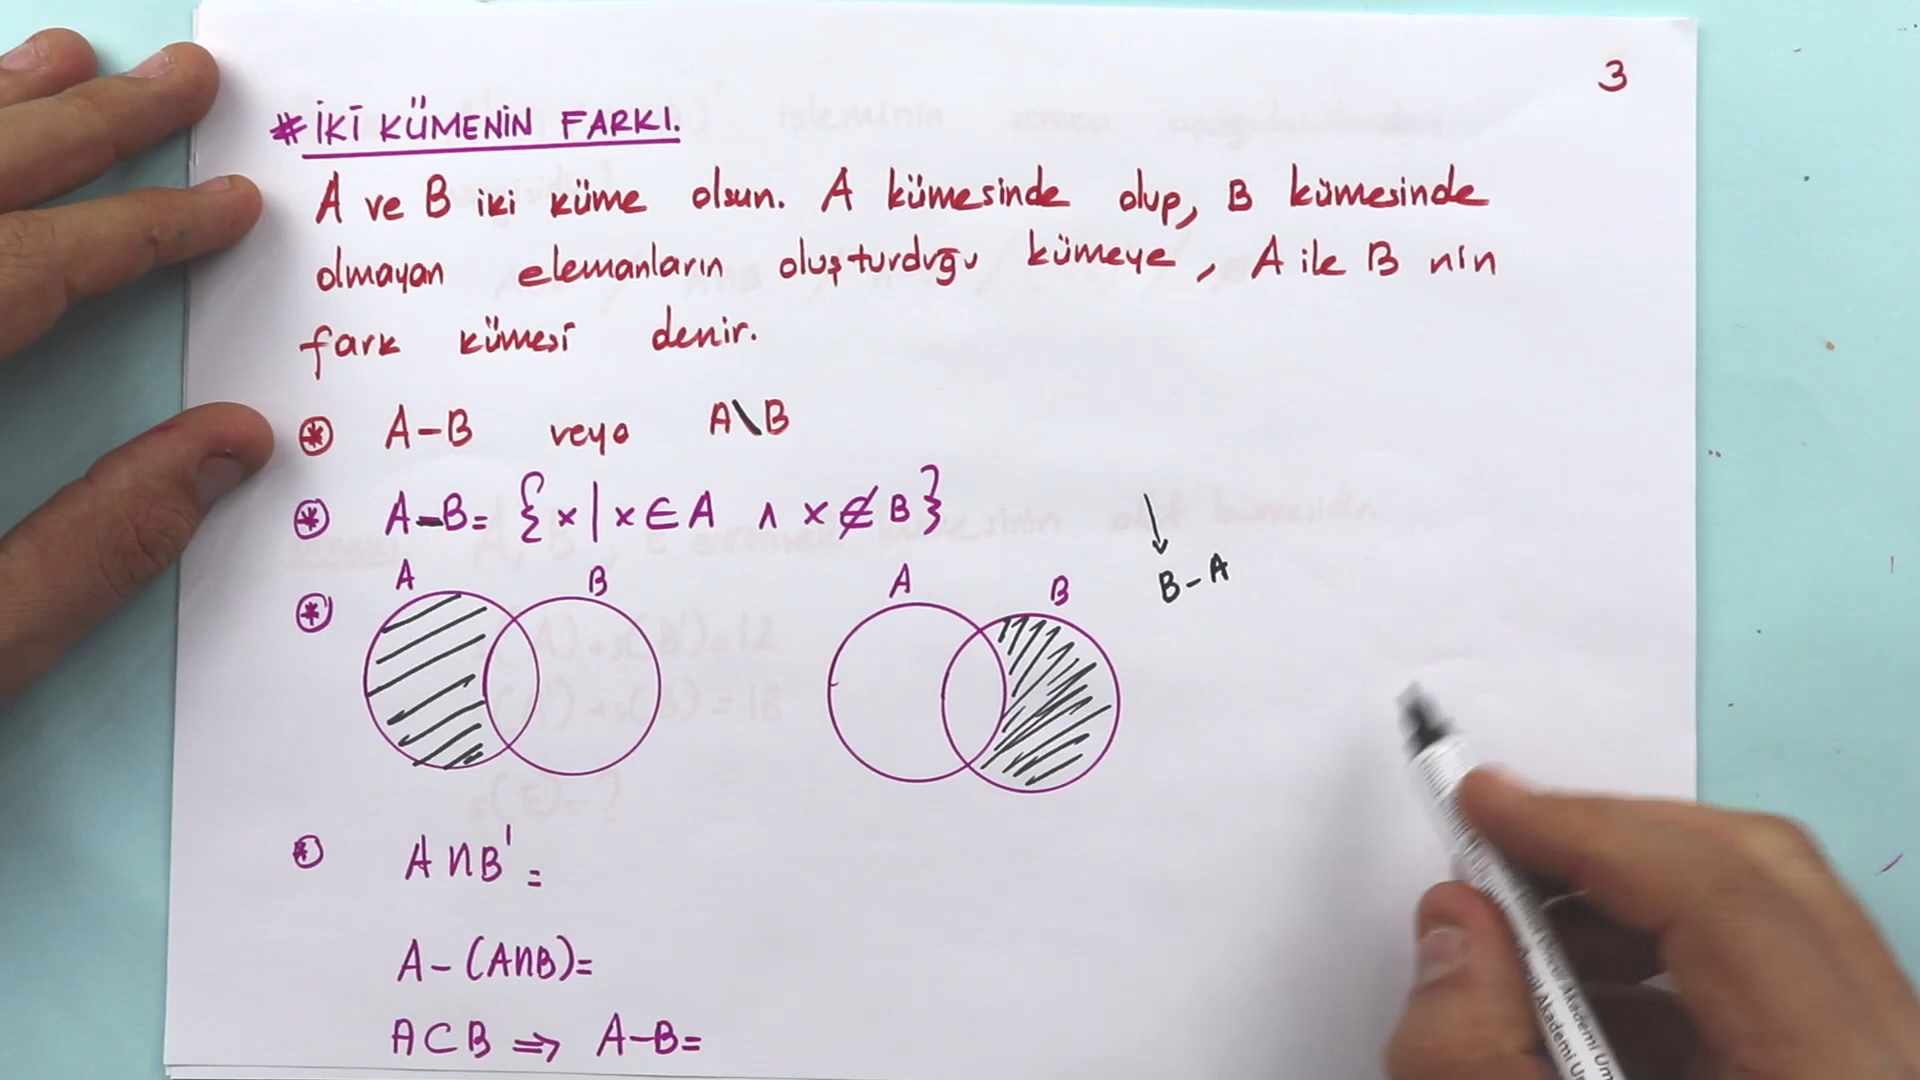 3
# İKİ KÜMENİN FARKI.
A ve B iki küme olsun. A kümesinde olup, B kümesinde
olmayan elemanların oluşturduğu kümeye, A ile B nin
fark kümesi denir.
* A-B veya A\B
* A-B= {x|x∈A ∧ x∉B}
* A B A B
B-A
* A∩B'=
A-(A∩B)=
A⊂B ⇒ A-B=